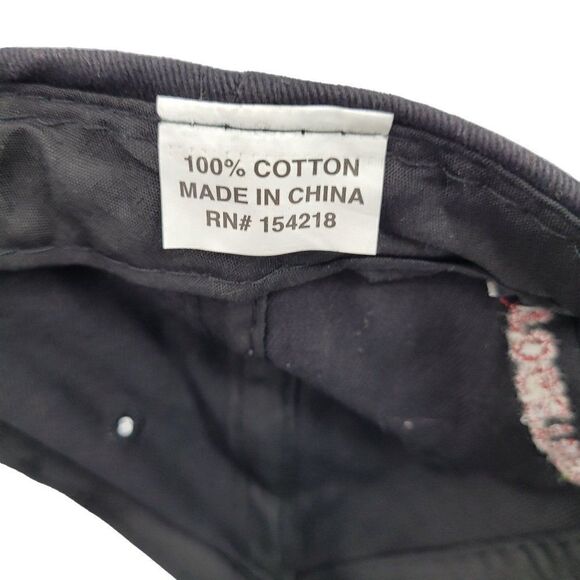 100% COTTON
MADE IN CHINA
RN# 154218